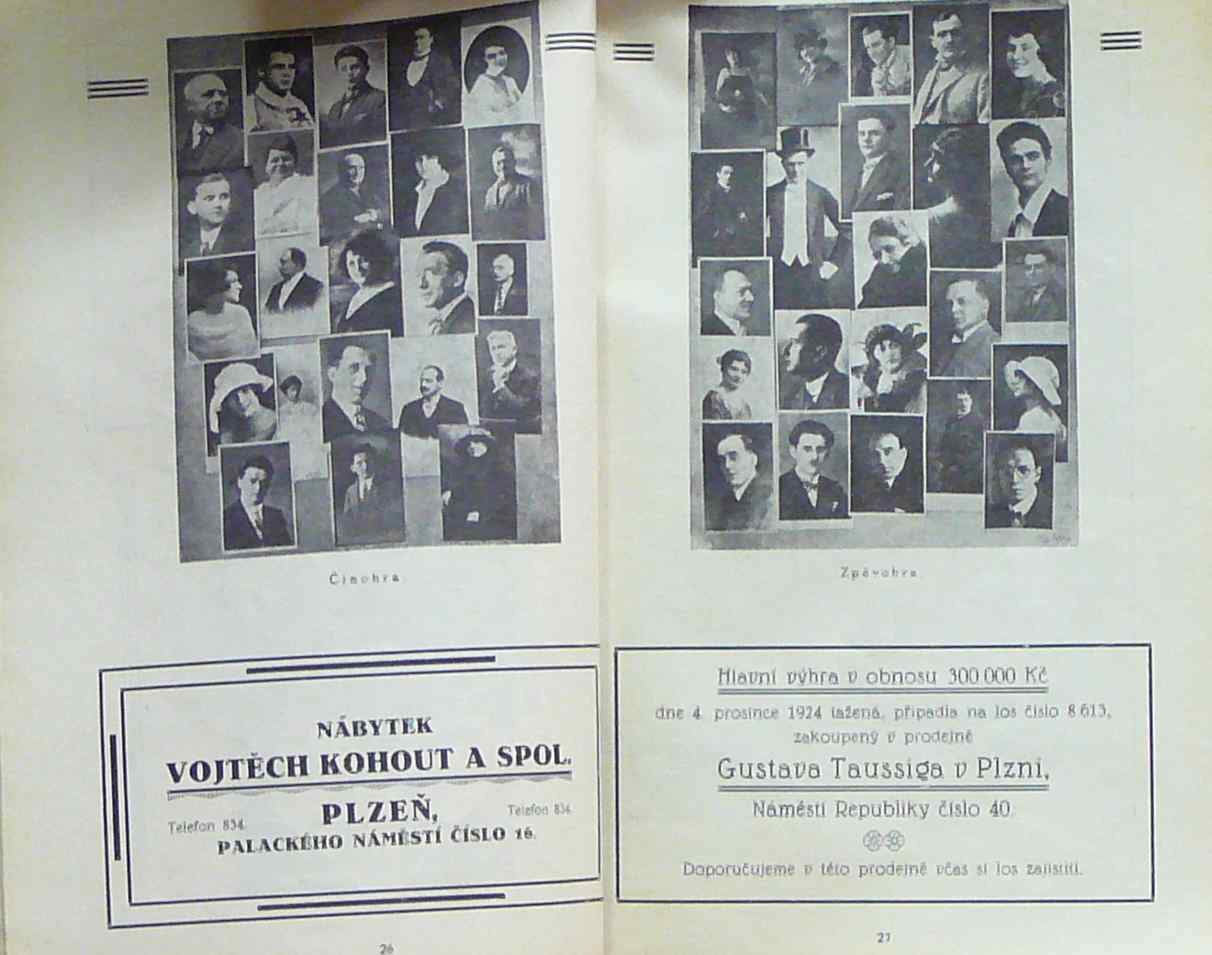 Činohra.
NÁBYTEK
VOJTĚCH KOHOUT A SPOL.
PLZEŇ,
Telefon 834. Telefon 834.
PALACKÉHO NÁMĚSTÍ ČÍSLO 16.
26
Zpěvohra.
Hlavní výhra v obnosu 300.000 Kč
dne 4. prosince 1924 tažená, připadla na los číslo 8.613,
zakoupený v prodejně
Gustava Taussiga v Plzni,
Náměstí Republiky číslo 40.
Doporučujeme v této prodejně včas si los zajistiti.
27